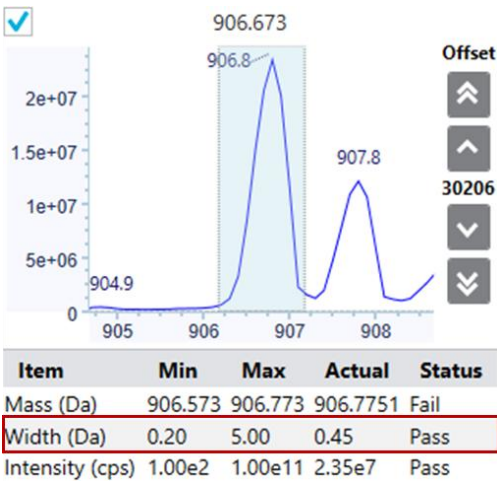 906.673
906.8
Offset
2e+07
1.5e+07
907.8
30206
1e+07
5e+06
904.9
0
905 906 907 908
Item Min Max Actual Status
Mass (Da) 906.573 906.773 906.7751 Fail
Width (Da) 0.20 5.00 0.45 Pass
Intensity (cps) 1.00e2 1.00e11 2.35e7 Pass